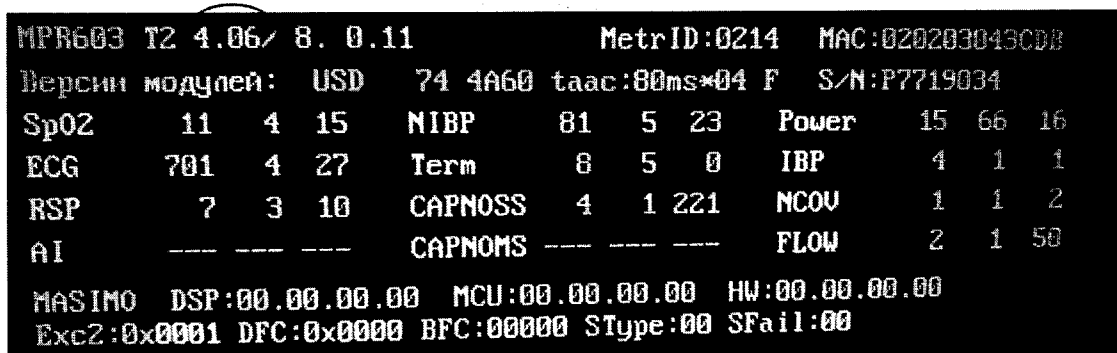 MPR603 T2 4.06/ 8. 0.11 MetrID:0214 MAC:020203043CDB
Версии модулей: USD 74 4A60 taac:80ms*04 F S/N:P7719034
SpO2 11 4 15 NIBP 81 5 23 Power 15 66 16
ECG 701 4 27 Term 8 5 0 IBP 4 1 1
RSP 7 3 10 CAPNOSS 4 1 221 NCOV 1 1 2
AI --- --- --- CAPNOMS --- --- --- FLOW 2 1 50
MASIMO DSP:00.00.00.00 MCU:00.00.00.00 HW:00.00.00.00
Exc2:0x0001 DFC:0x0000 BFC:00000 SType:00 SFail:00